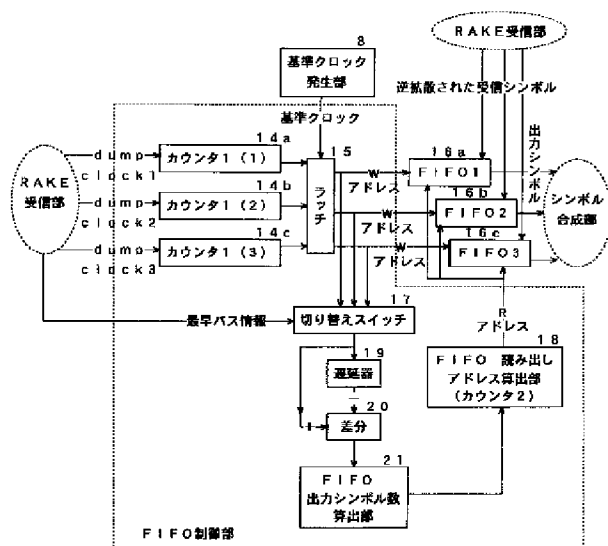 RAKE受信部
8
基準クロック
発生部
逆拡散された受信シンボル
基準クロック
出力シンボル
14a
カウンタ1(1)
dump
clock1
15
ラッチ
W
アドレス
16a
FIFO1
RAKE
受信部
14b
カウンタ1(2)
dump
clock2
W
アドレス
16b
FIFO2
シンボル
合成部
14c
カウンタ1(3)
dump
clock3
W
アドレス
16c
FIFO3
最早パス情報
17
切り替えスイッチ
R
アドレス
18
FIFO 読み出し
アドレス算出部
(カウンタ2)
19
遅延器
−
20
+
差分
21
FIFO
出力シンボル数
算出部
FIFO制御部